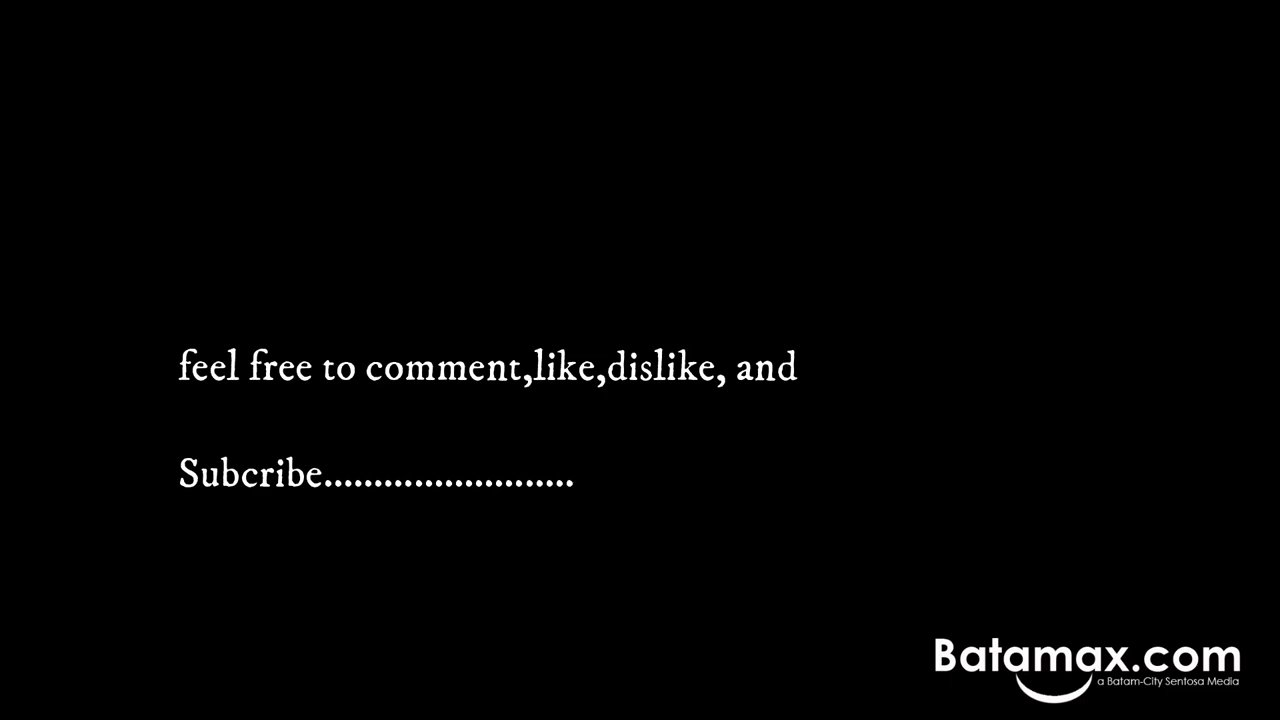 feel free to comment,like,dislike, and
Subcribe.........................
Batamax.com
a Batam-City Sentosa Media